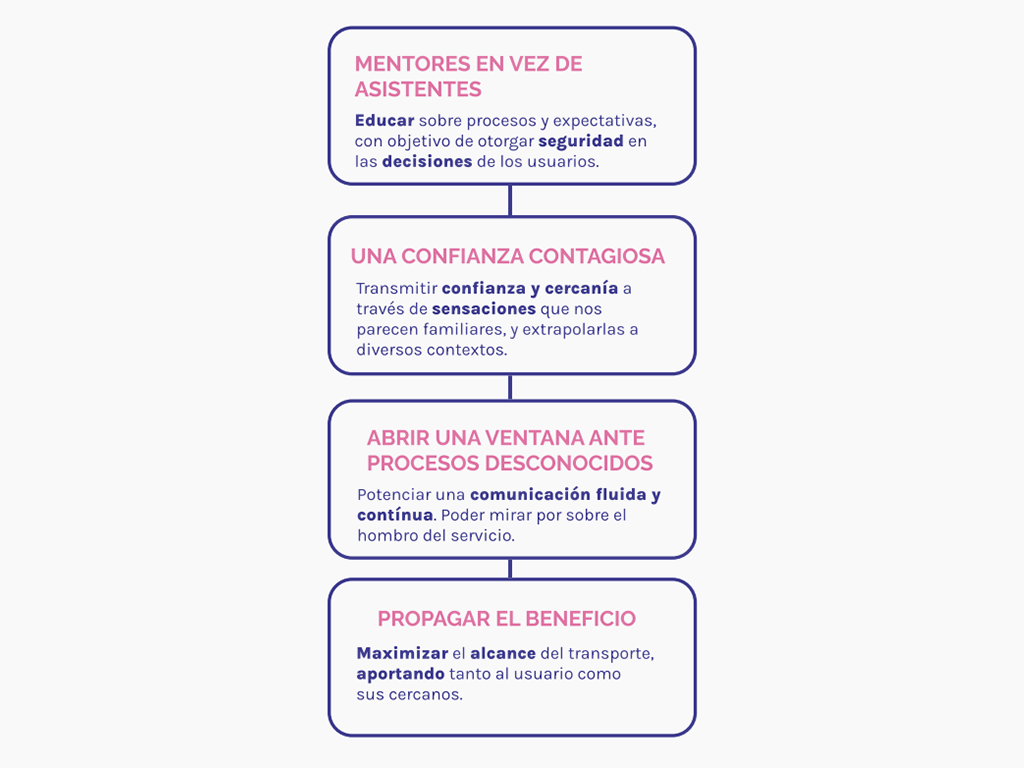 MENTORES EN VEZ DE
ASISTENTES
Educar sobre procesos y expectativas,
con objetivo de otorgar seguridad en
las decisiones de los usuarios.
UNA CONFIANZA CONTAGIOSA
Transmitir confianza y cercanía a
través de sensaciones que nos
parecen familiares, y extrapolarlas a
diversos contextos.
ABRIR UNA VENTANA ANTE
PROCESOS DESCONOCIDOS
Potenciar una comunicación fluida y
contínua. Poder mirar por sobre el
hombro del servicio.
PROPAGAR EL BENEFICIO
Maximizar el alcance del transporte,
aportando tanto al usuario como
sus cercanos.